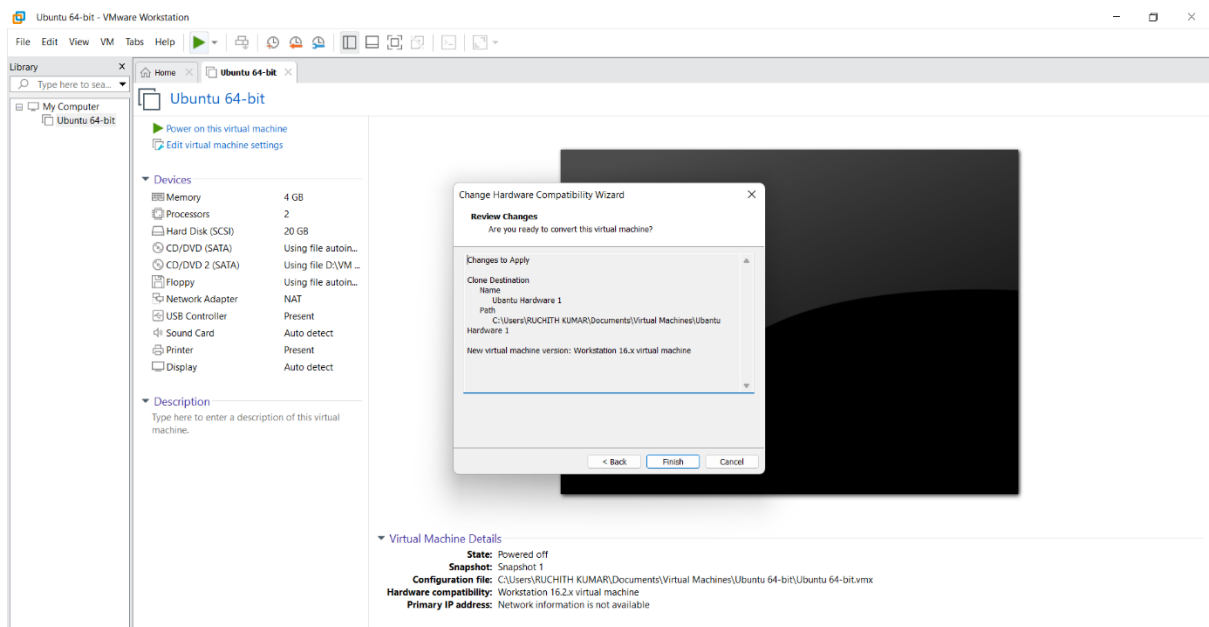 Ubuntu 64-bit - VMware Workstation
File Edit View VM Tabs Help
Library X
Type here to sea...
My Computer
Ubuntu 64-bit
Home
Ubuntu 64-bit
Ubuntu 64-bit
Power on this virtual machine
Edit virtual machine settings
Devices
Memory 4 GB
Processors 2
Hard Disk (SCSI) 20 GB
CD/DVD (SATA) Using file autoin...
CD/DVD 2 (SATA) Using file D:\VM ...
Floppy Using file autoin...
Network Adapter NAT
USB Controller Present
Sound Card Auto detect
Printer Present
Display Auto detect
Description
Type here to enter a description of this virtual
machine.
Change Hardware Compatibility Wizard
Review Changes
Are you ready to convert this virtual machine?
Changes to Apply
Clone Destination
Name
Ubantu Hardware 1
Path
C:\Users\RUCHITH KUMAR\Documents\Virtual Machines\Ubantu
Hardware 1
New virtual machine version: Workstation 16.x virtual machine
< Back Finish Cancel
Virtual Machine Details
State: Powered off
Snapshot: Snapshot 1
Configuration file: C:\Users\RUCHITH KUMAR\Documents\Virtual Machines\Ubuntu 64-bit\Ubuntu 64-bit.vmx
Hardware compatibility: Workstation 16.2.x virtual machine
Primary IP address: Network information is not available